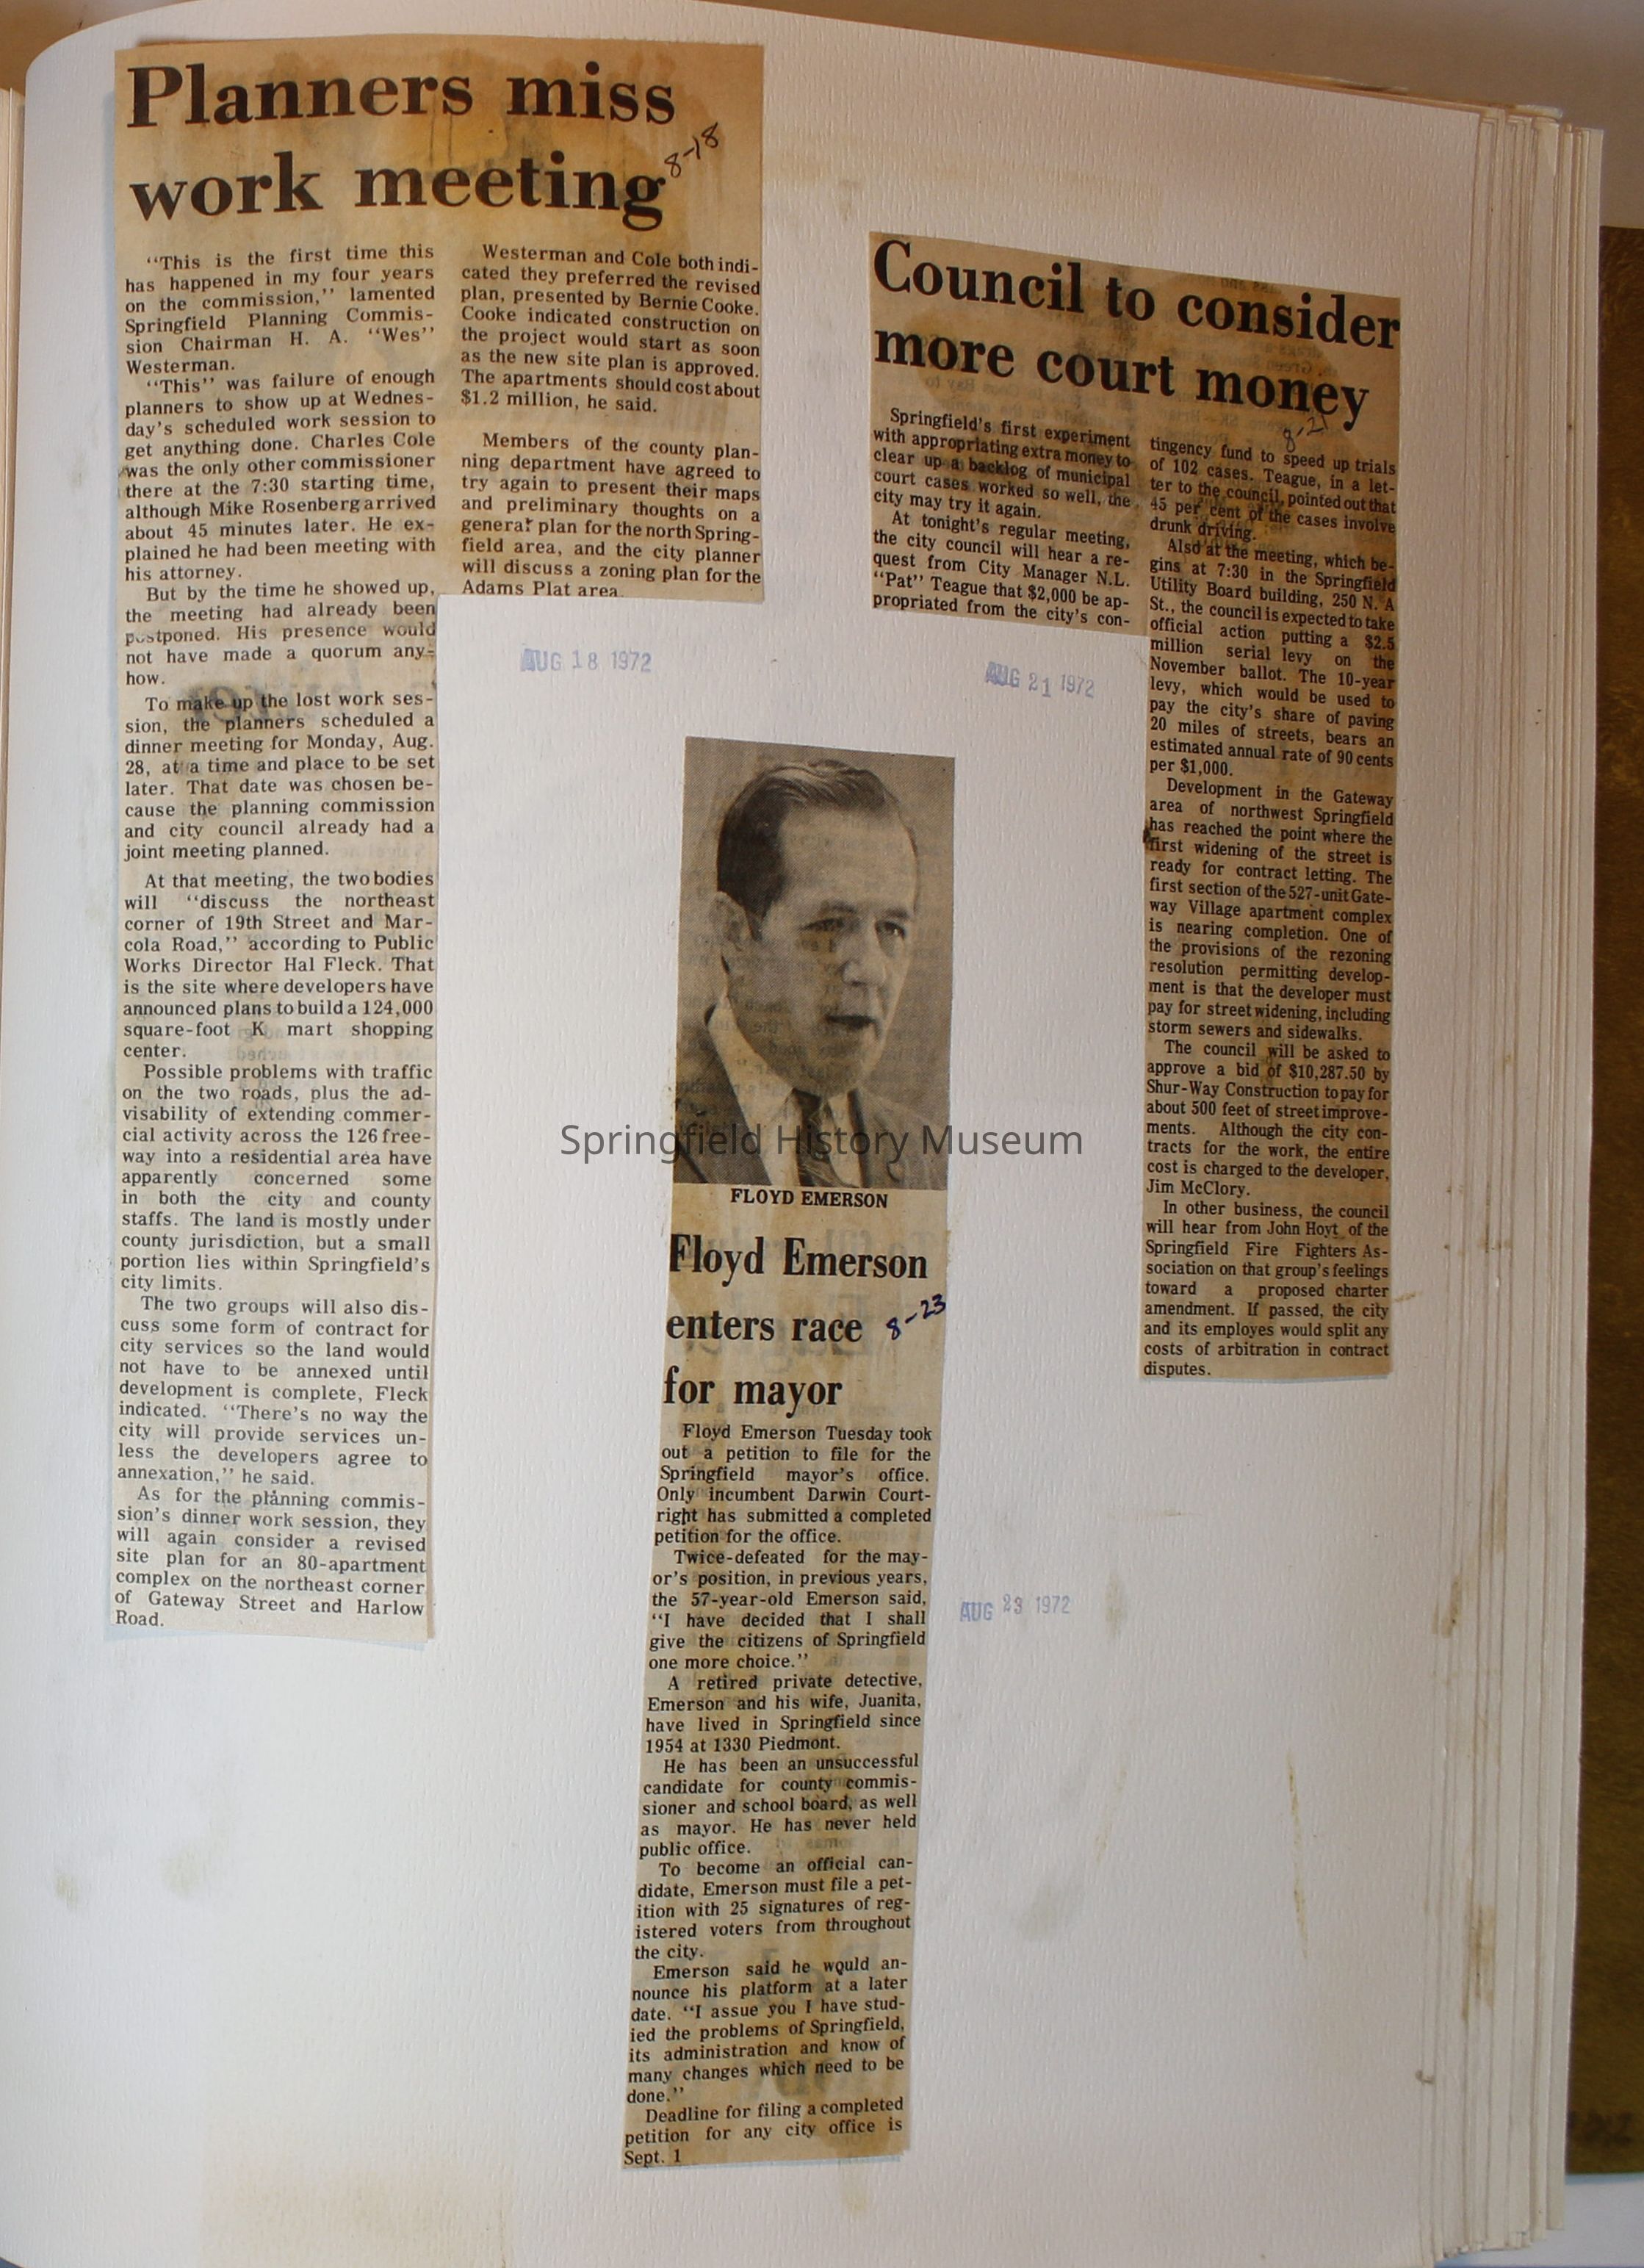 Planners miss
work meeting
8-18
"This is the first time this
has happened in my four years
on the commission," lamented
Springfield Planning Commis-
sion Chairman H. A. "Wes"
Westerman.
"This" was failure of enough
planners to show up at Wednes-
day's scheduled work session to
get anything done. Charles Cole
was the only other commissioner
there at the 7:30 starting time,
although Mike Rosenberg arrived
about 45 minutes later. He ex-
plained he had been meeting with
his attorney.
But by the time he showed up,
the meeting had already been
postponed. His presence would
not have made a quorum any-
how.
To make up the lost work ses-
sion, the planners scheduled a
dinner meeting for Monday, Aug.
28, at a time and place to be set
later. That date was chosen be-
cause the planning commission
and city council already had a
joint meeting planned.
At that meeting, the two bodies
will "discuss the northeast
corner of 19th Street and Mar-
cola Road," according to Public
Works Director Hal Fleck. That
is the site where developers have
announced plans to build a 124,000
square-foot K mart shopping
center.
Possible problems with traffic
on the two roads, plus the ad-
visability of extending commer-
cial activity across the 126 free-
way into a residential area have
apparently concerned some
in both the city and county
staffs. The land is mostly under
county jurisdiction, but a small
portion lies within Springfield's
city limits.
The two groups will also dis-
cuss some form of contract for
city services so the land would
not have to be annexed until
development is complete, Fleck
indicated. "There's no way the
city will provide services un-
less the developers agree to
annexation," he said.
As for the planning commis-
sion's dinner work session, they
will again consider a revised
site plan for an 80-apartment
complex on the northeast corner
of Gateway Street and Harlow
Road.
Westerman and Cole both indi-
cated they preferred the revised
plan, presented by Bernie Cooke.
Cooke indicated construction on
the project would start as soon
as the new site plan is approved.
The apartments should cost about
$1.2 million, he said.
Members of the county plan-
ning department have agreed to
try again to present their maps
and preliminary thoughts on a
general plan for the north Spring-
field area, and the city planner
will discuss a zoning plan for the
Adams Plat area.
AUG 18 1972
Council to consider
more court money
8-21
Springfield's first experiment
with appropriating extra money to
clear up a backlog of municipal
court cases worked so well, the
city may try it again.
At tonight's regular meeting,
the city council will hear a re-
quest from City Manager N.L.
"Pat" Teague that $2,000 be ap-
propriated from the city's con-
tingency fund to speed up trials
of 102 cases. Teague, in a let-
ter to the council, pointed out that
45 per cent of the cases involve
drunk driving.
Also at the meeting, which be-
gins at 7:30 in the Springfield
Utility Board building, 250 N. A
St., the council is expected to take
official action putting a $2.5
million serial levy on the
November ballot. The 10-year
levy, which would be used to
pay the city's share of paving
20 miles of streets, bears an
estimated annual rate of 90 cents
per $1,000.
Development in the Gateway
area of northwest Springfield
has reached the point where the
first widening of the street is
ready for contract letting. The
first section of the 527-unit Gate-
way Village apartment complex
is nearing completion. One of
the provisions of the rezoning
resolution permitting develop-
ment is that the developer must
pay for street widening, including
storm sewers and sidewalks.
The council will be asked to
approve a bid of $10,287.50 by
Shur-Way Construction to pay for
about 500 feet of street improve-
ments. Although the city con-
tracts for the work, the entire
cost is charged to the developer,
Jim McClory.
In other business, the council
will hear from John Hoyt of the
Springfield Fire Fighters As-
sociation on that group's feelings
toward a proposed charter
amendment. If passed, the city
and its employes would split any
costs of arbitration in contract
disputes.
AUG 21 1972
Springfield History Museum
FLOYD EMERSON
Floyd Emerson
enters race
8-23
for mayor
Floyd Emerson Tuesday took
out a petition to file for the
Springfield mayor's office.
Only incumbent Darwin Court-
right has submitted a completed
petition for the office.
Twice-defeated for the may-
or's position, in previous years,
the 57-year-old Emerson said,
"I have decided that I shall
give the citizens of Springfield
one more choice."
A retired private detective,
Emerson and his wife, Juanita,
have lived in Springfield since
1954 at 1330 Piedmont.
He has been an unsuccessful
candidate for county commis-
sioner and school board, as well
as mayor. He has never held
public office.
To become an official can-
didate, Emerson must file a pet-
ition with 25 signatures of reg-
istered voters from throughout
the city.
Emerson said he would an-
nounce his platform at a later
date. "I assue you I have stud-
ied the problems of Springfield,
its administration and know of
many changes which need to be
done."
Deadline for filing a completed
petition for any city office is
Sept. 1
AUG 23 1972